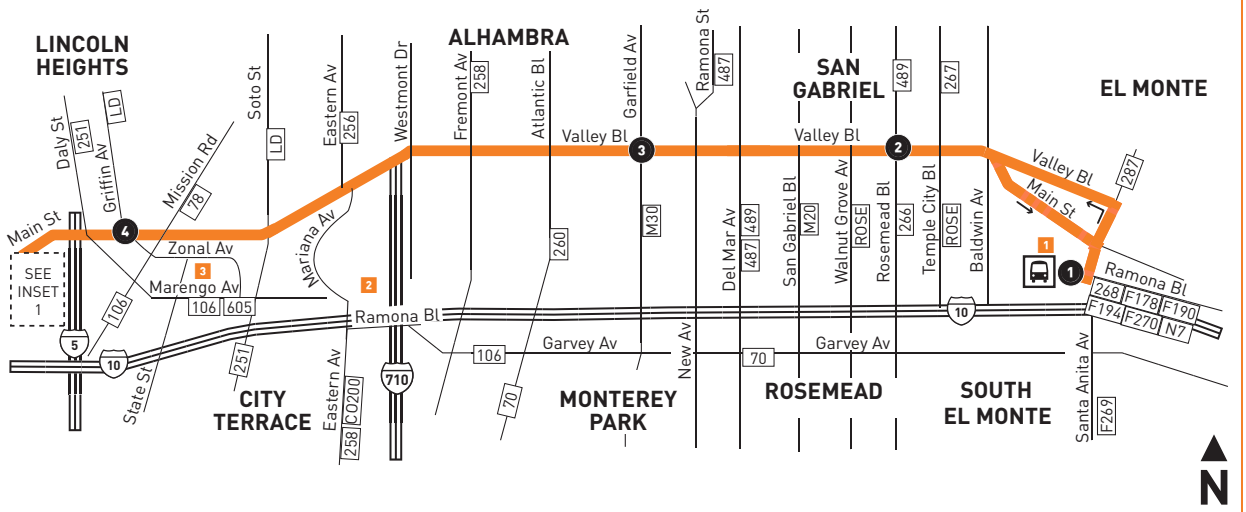 LINCOLN
HEIGHTS
ALHAMBRA
SAN
GABRIEL
EL MONTE
Daly St
251
Griffin Av
LD
Mission Rd
78
Soto St
LD
Eastern Av
256
Westmont Dr
Fremont Av
258
Atlantic Bl
260
Garfield Av
M30
Ramona St
487
489
267
Valley Bl
3
Valley Bl
2
Valley Bl
287
Main St
Main St
4
Zonal Av
3
Marengo Av
106
605
Mariana Av
2
Ramona Bl
Del Mar Av
487
489
San Gabriel Bl
M20
Walnut Grove Av
ROSE
Rosemead Bl
266
Temple City Bl
ROSE
Baldwin Av
1
1
Ramona Bl
268
F178
F190
F194
F270
N7
SEE
INSET
1
106
5
10
State St
251
CITY
TERRACE
Eastern Av
258
CO200
710
106
Garvey Av
70
MONTEREY
PARK
New Av
70
Garvey Av
ROSEMEAD
10
SOUTH
EL MONTE
Santa Anita Av
F269
N